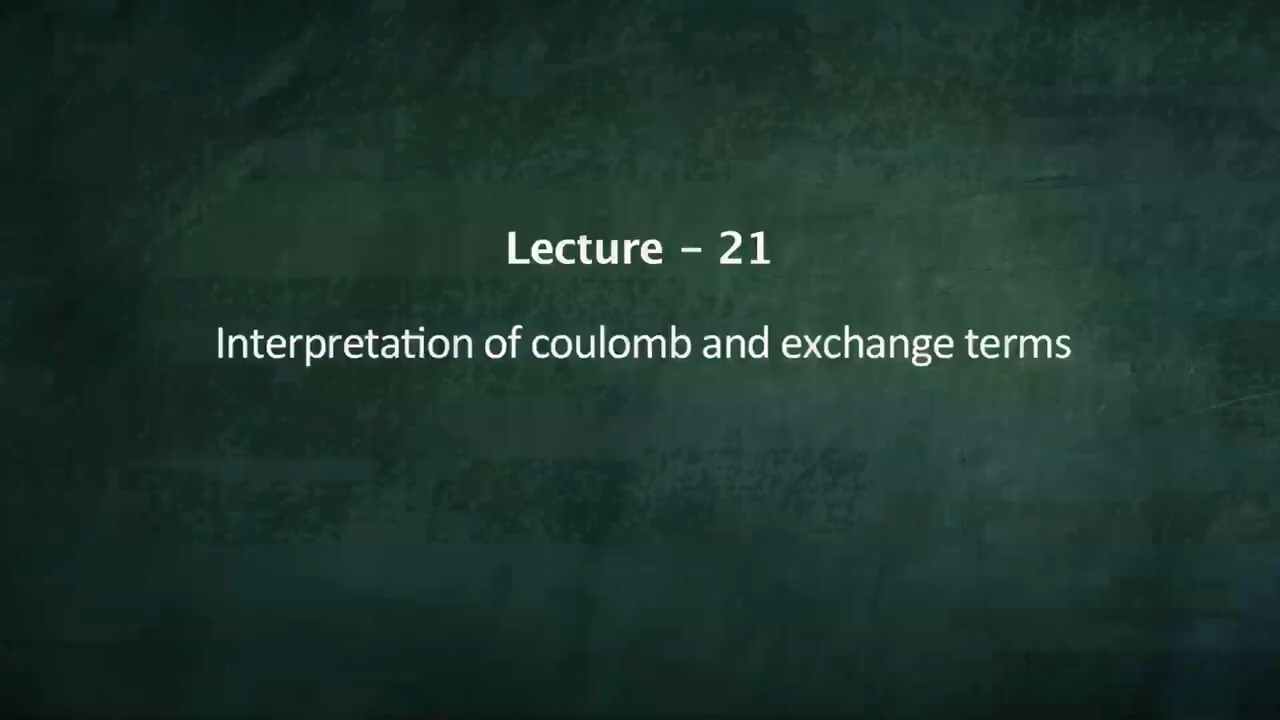 Lecture – 21
Interpretation of coulomb and exchange terms